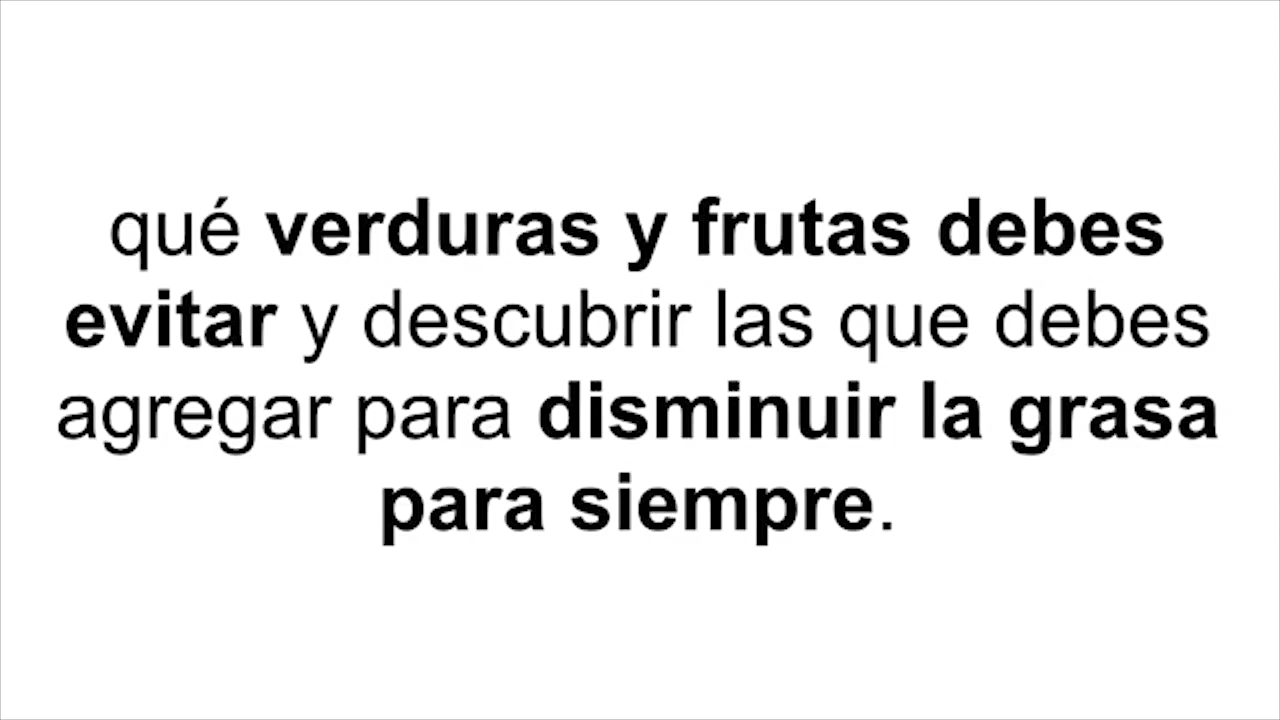 qué verduras y frutas debes
evitar y descubrir las que debes
agregar para disminuir la grasa
para siempre.